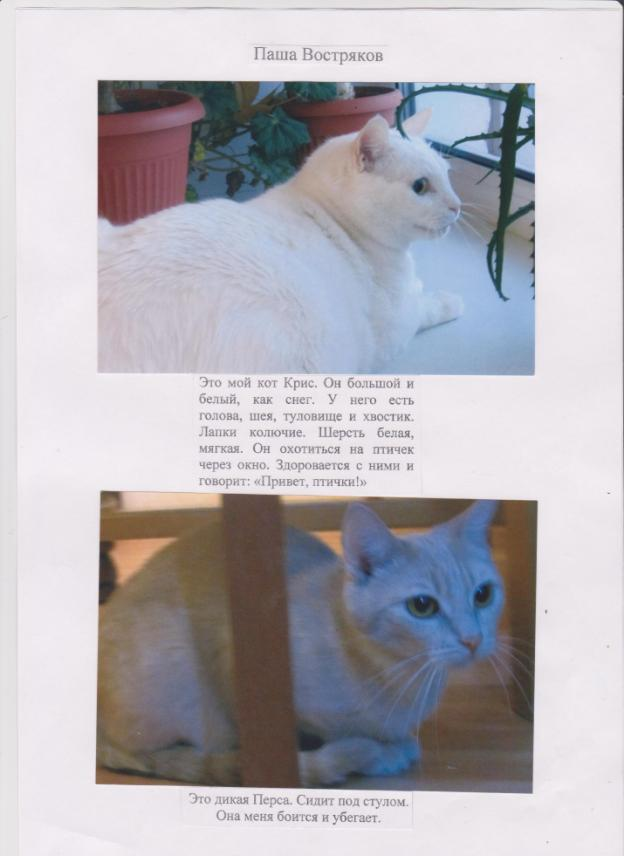 Паша Востряков
Это мой кот Крис. Он большой и
белый, как снег. У него есть
голова, шея, туловище и хвостик.
Лапки колючие. Шерсть белая,
мягкая. Он охотиться на птичек
через окно. Здоровается с ними и
говорит: «Привет, птички!»
Это дикая Перса. Сидит под стулом.
Она меня боится и убегает.